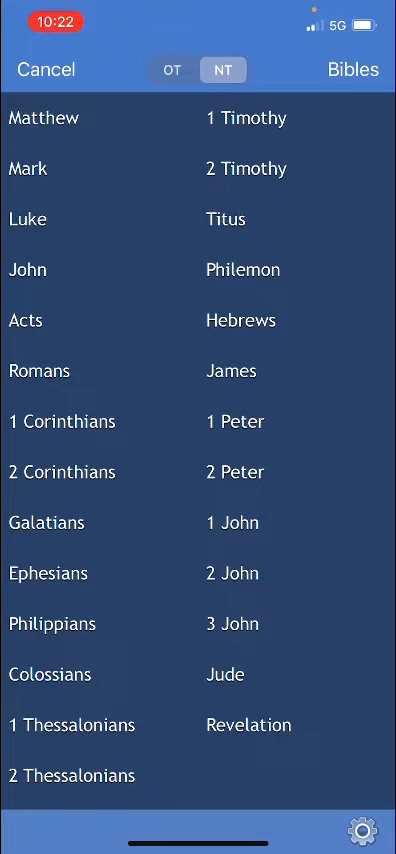 10:22
5G
Cancel
OT
NT
Bibles
Matthew
Mark
Luke
John
Acts
Romans
1 Corinthians
2 Corinthians
Galatians
Ephesians
Philippians
Colossians
1 Thessalonians
2 Thessalonians
1 Timothy
2 Timothy
Titus
Philemon
Hebrews
James
1 Peter
2 Peter
1 John
2 John
3 John
Jude
Revelation